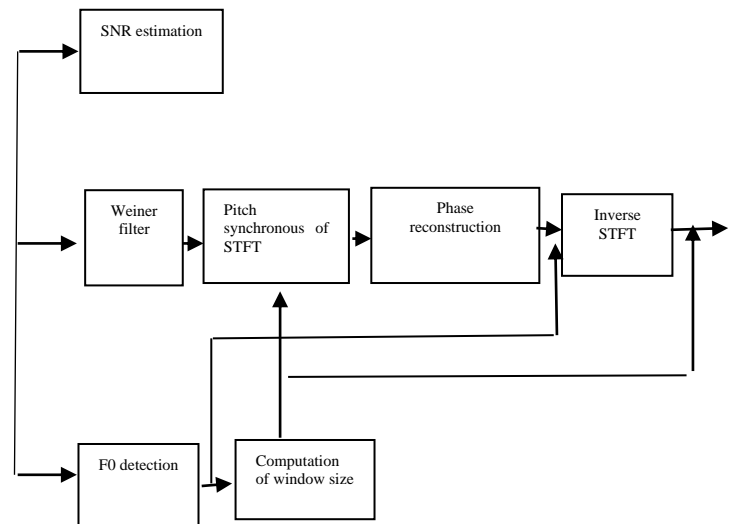 SNR estimation
Weiner
filter
Pitch
synchronous of
STFT
Phase
reconstruction
Inverse
STFT
F0 detection
Computation
of window size